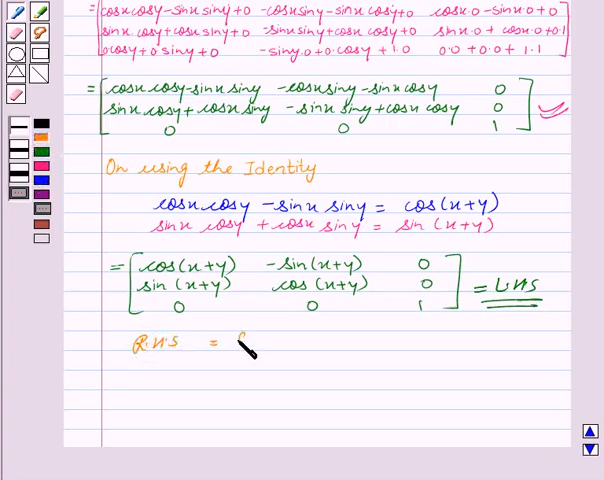 = [ cosx cosy - sinx siny + 0   - cosx siny - sinx cosy + 0   cosx.0 - sinx.0 + 0
sinx cosy + cosx siny + 0   - sinx siny + cosx cosy + 0   sinx.0 + cosx.0 + 0.1
0 cosy + 0 siny + 0   - siny.0 + 0.cosy + 1.0   0.0 + 0.0 + 1.1 ]
= [ cosx cosy - sinx siny   - cosx siny - sinx cosy   0
sinx cosy + cosx siny   - sinx siny + cosx cosy   0
0   0   1 ]
On using the Identity
cosx cosy - sinx siny = cos(x+y)
sinx cosy + cosx siny = sin(x+y)
= [ cos(x+y)   - sin(x+y)   0
sin(x+y)   cos(x+y)   0 ] = LHS
0   0   1
R.H.S =